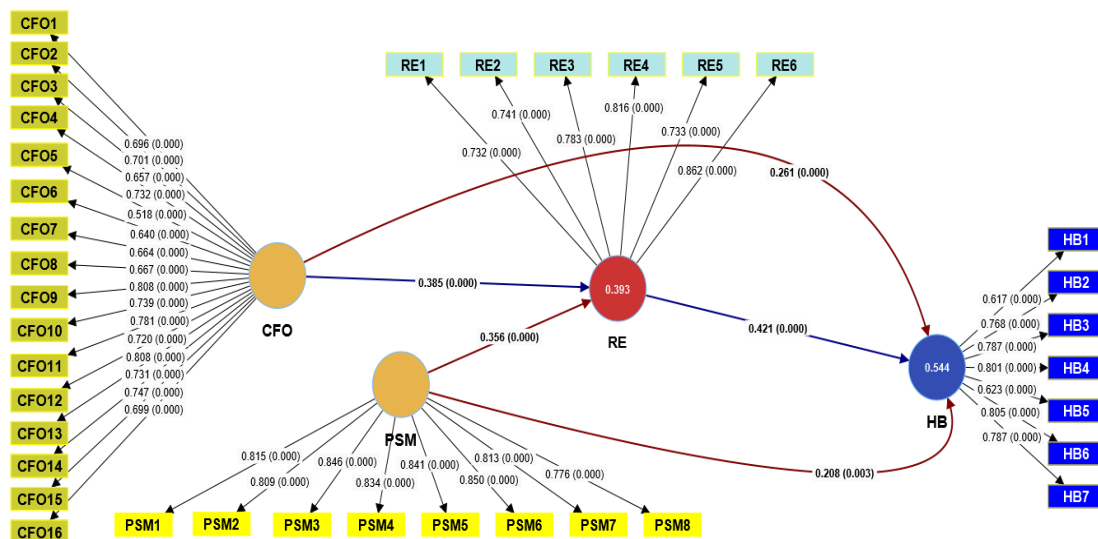 CFO1
CFO2
CFO3
CFO4
CFO5
CFO6
CFO7
CFO8
CFO9
CFO10
CFO11
CFO12
CFO13
CFO14
CFO15
CFO16
0.696 (0.000)
0.701 (0.000)
0.657 (0.000)
0.732 (0.000)
0.518 (0.000)
0.640 (0.000)
0.664 (0.000)
0.667 (0.000)
0.808 (0.000)
0.739 (0.000)
0.781 (0.000)
0.720 (0.000)
0.808 (0.000)
0.731 (0.000)
0.747 (0.000)
0.699 (0.000)
CFO
RE1
RE2
RE3
RE4
RE5
RE6
0.732 (0.000)
0.741 (0.000)
0.783 (0.000)
0.816 (0.000)
0.733 (0.000)
0.862 (0.000)
0.261 (0.000)
0.385 (0.000)
0.393
RE
0.356 (0.000)
0.421 (0.000)
PSM
0.208 (0.003)
0.815 (0.000)
0.809 (0.000)
0.846 (0.000)
0.834 (0.000)
0.841 (0.000)
0.850 (0.000)
0.813 (0.000)
0.776 (0.000)
PSM1
PSM2
PSM3
PSM4
PSM5
PSM6
PSM7
PSM8
0.544
HB
0.617 (0.000)
0.768 (0.000)
0.787 (0.000)
0.801 (0.000)
0.623 (0.000)
0.805 (0.000)
0.787 (0.000)
HB1
HB2
HB3
HB4
HB5
HB6
HB7